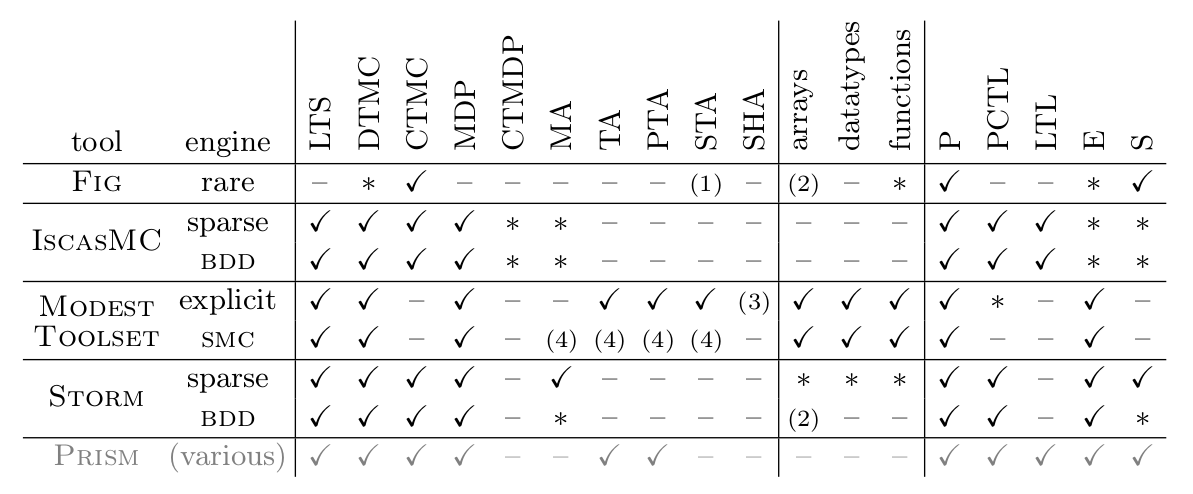 tool engine LTS DTMC CTMC MDP CTMDP MA TA PTA STA SHA arrays datatypes functions P PCTL LTL E S
FIG rare – * ✓ – – – – – (1) – (2) – * ✓ – – * ✓
ISCASMC sparse ✓ ✓ ✓ ✓ * * – – – – – – – ✓ ✓ ✓ * *
BDD ✓ ✓ ✓ ✓ * * – – – – – – – ✓ ✓ ✓ * *
MODEST explicit ✓ ✓ – ✓ – – ✓ ✓ ✓ (3) ✓ ✓ ✓ ✓ * – ✓ –
TOOLSET SMC ✓ ✓ – ✓ – (4) (4) (4) (4) – ✓ ✓ ✓ ✓ – – ✓ –
STORM sparse ✓ ✓ ✓ ✓ – ✓ – – – – * * * ✓ ✓ – ✓ ✓
BDD ✓ ✓ ✓ ✓ – * – – – – (2) – – ✓ ✓ – ✓ *
PRISM (various) ✓ ✓ ✓ ✓ – – ✓ ✓ – – – – – ✓ ✓ ✓ ✓ ✓